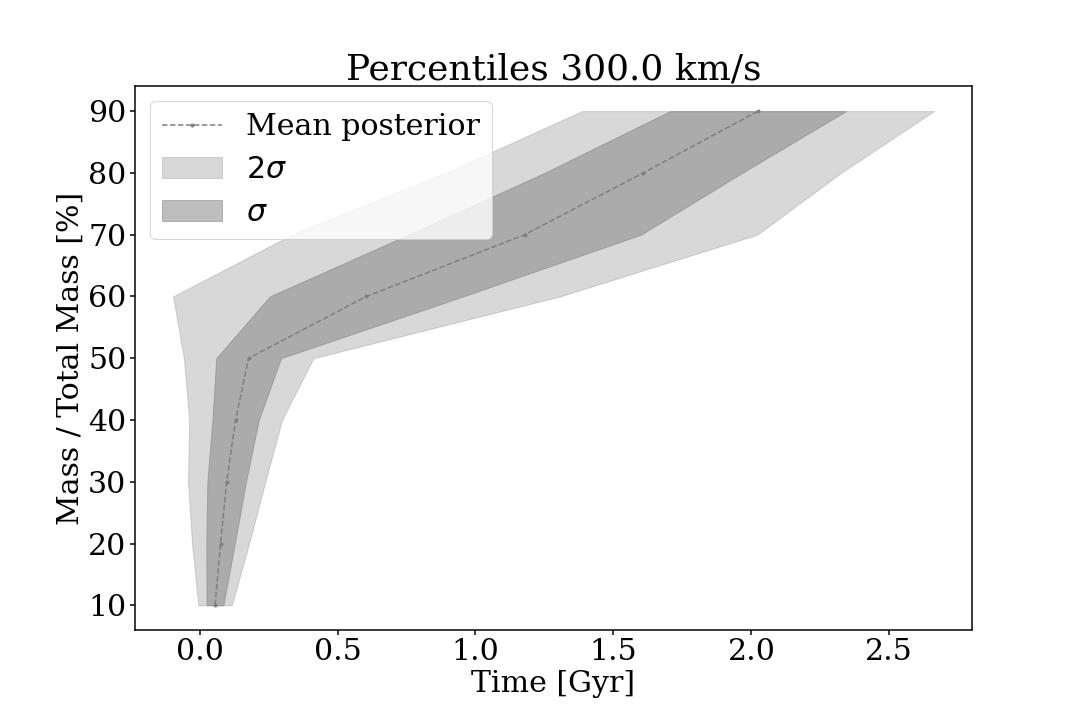 Percentiles 300.0 km/s
Mean posterior
2σ
σ
Mass / Total Mass [%]
90
80
70
60
50
40
30
20
10
0.0 0.5 1.0 1.5 2.0 2.5
Time [Gyr]